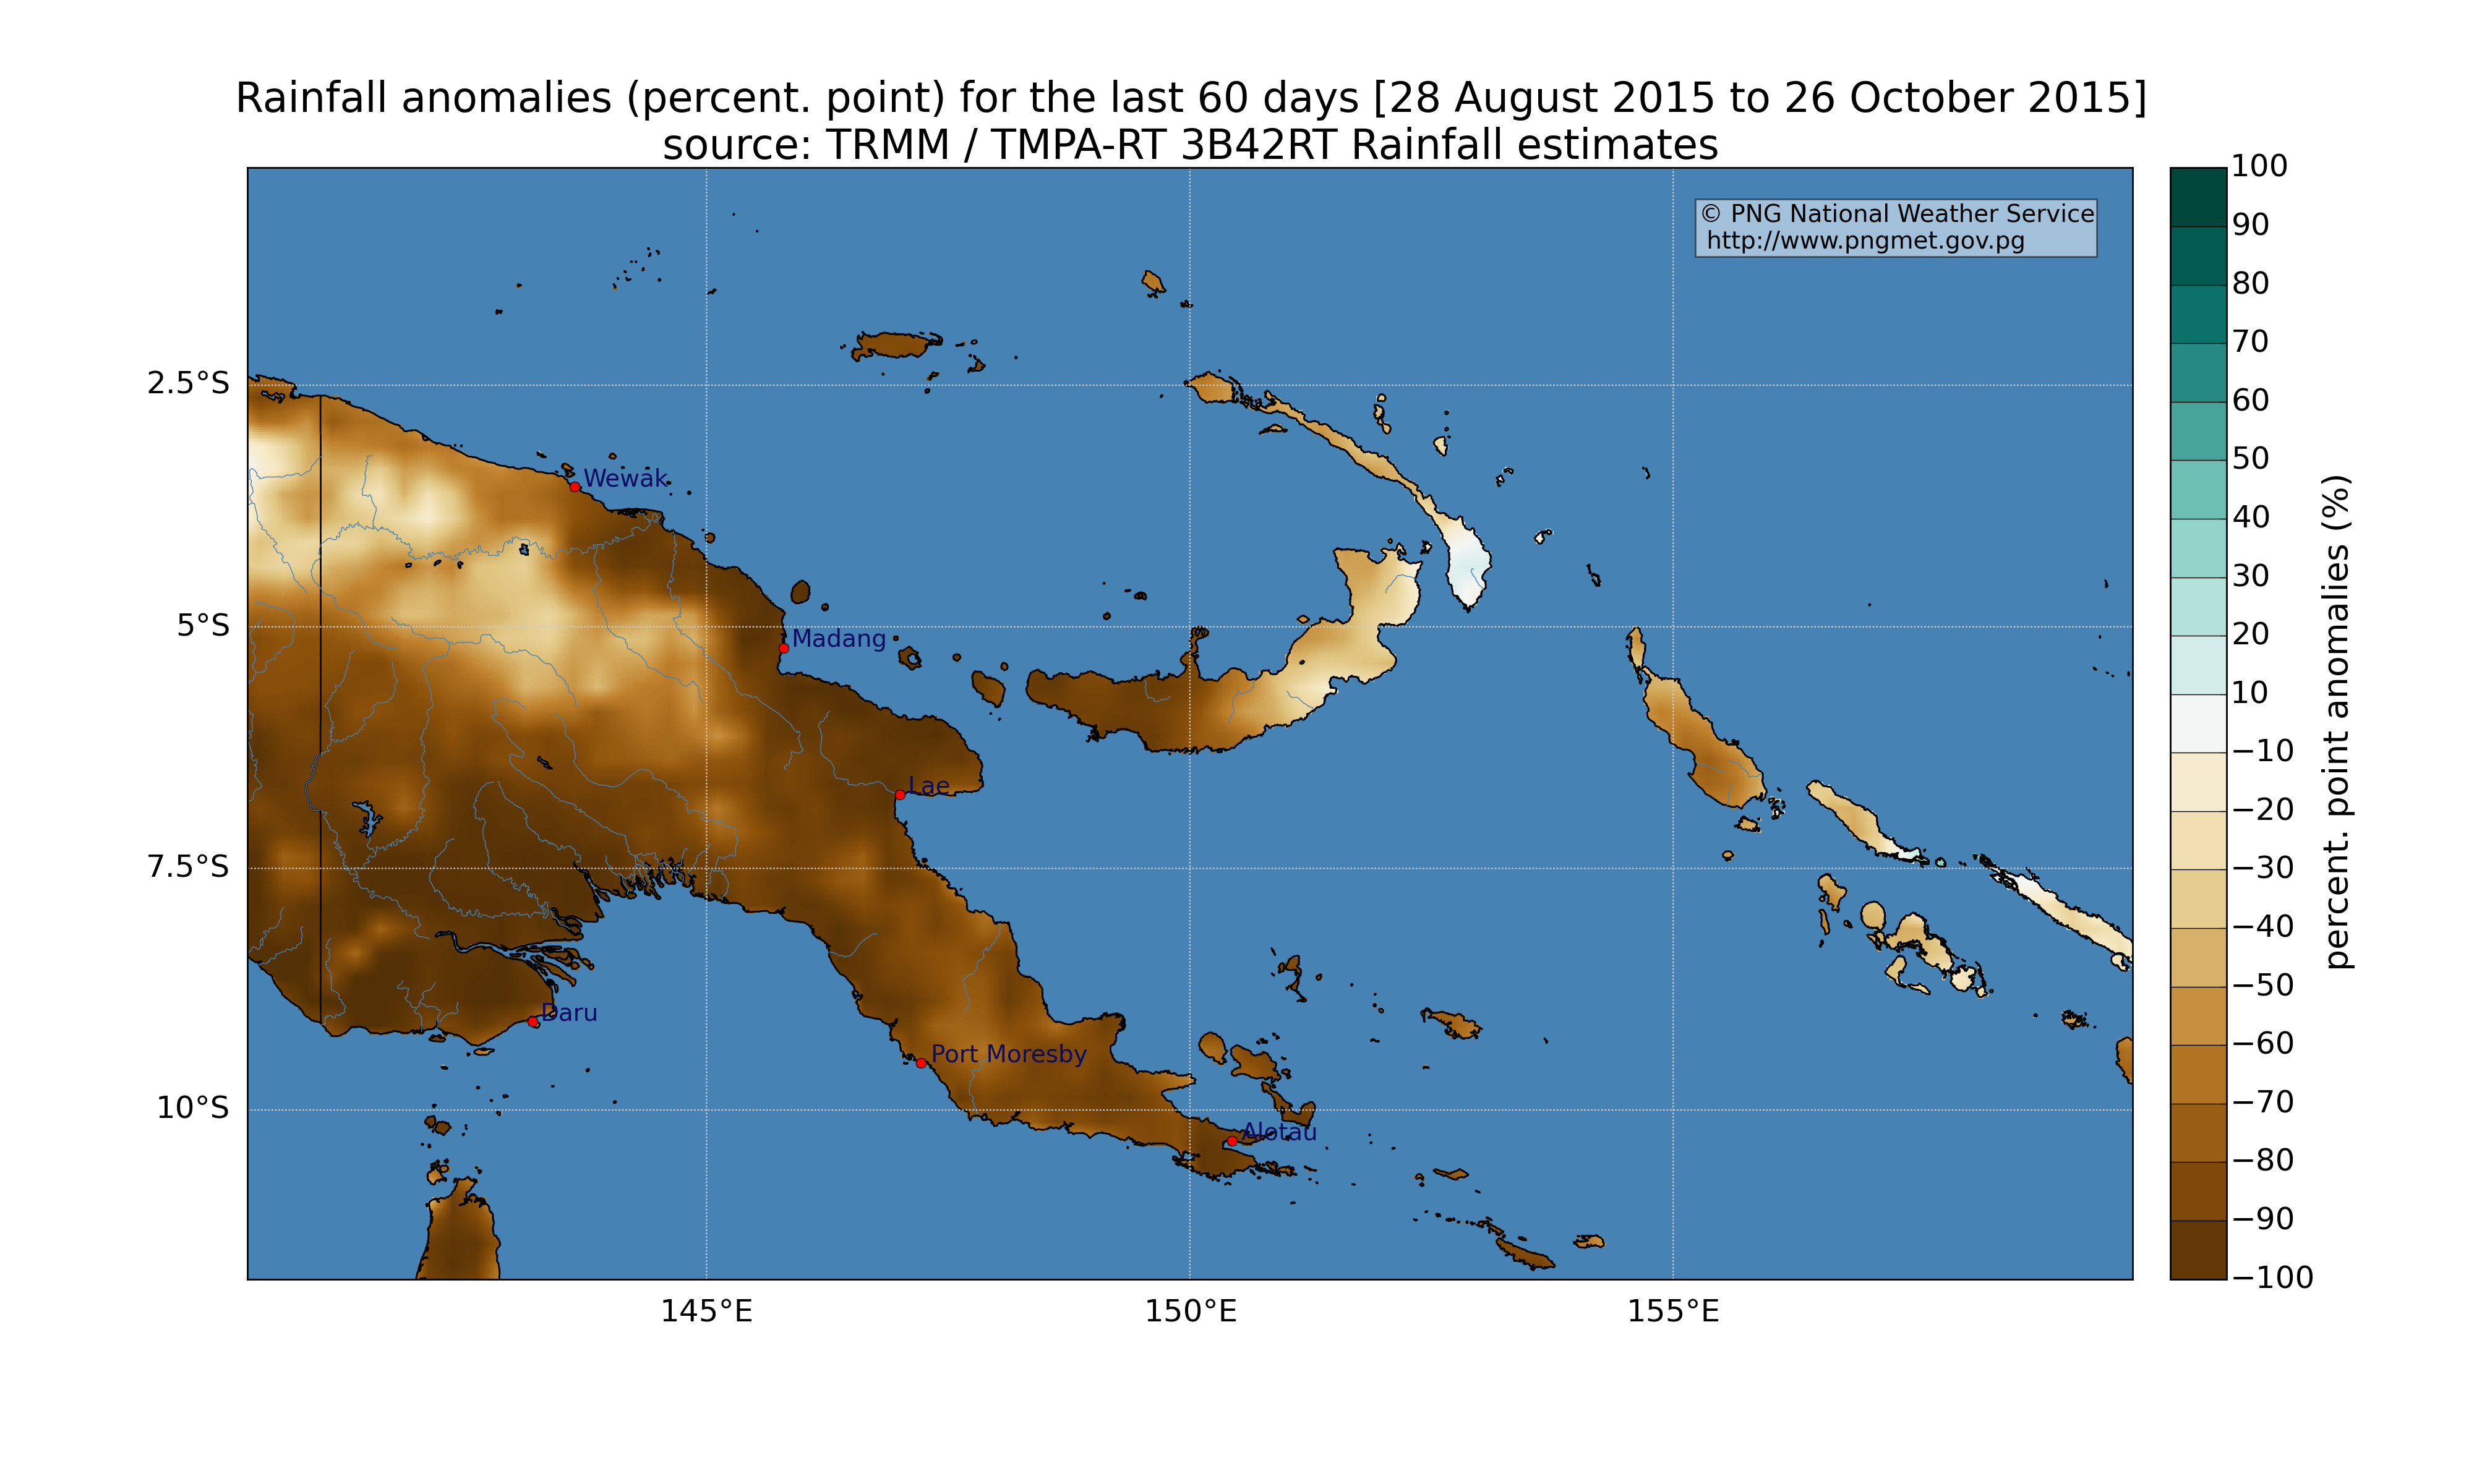 Rainfall anomalies (percent. point) for the last 60 days [28 August 2015 to 26 October 2015]
source: TRMM / TMPA-RT 3B42RT Rainfall estimates
© PNG National Weather Service
http://www.pngmet.gov.pg
2.5°S
5°S
7.5°S
10°S
Wewak
Madang
Lae
Daru
Port Moresby
Alotau
145°E
150°E
155°E
100
90
80
70
60
50
40
30
20
10
−10
−20
−30
−40
−50
−60
−70
−80
−90
−100
percent. point anomalies (%)